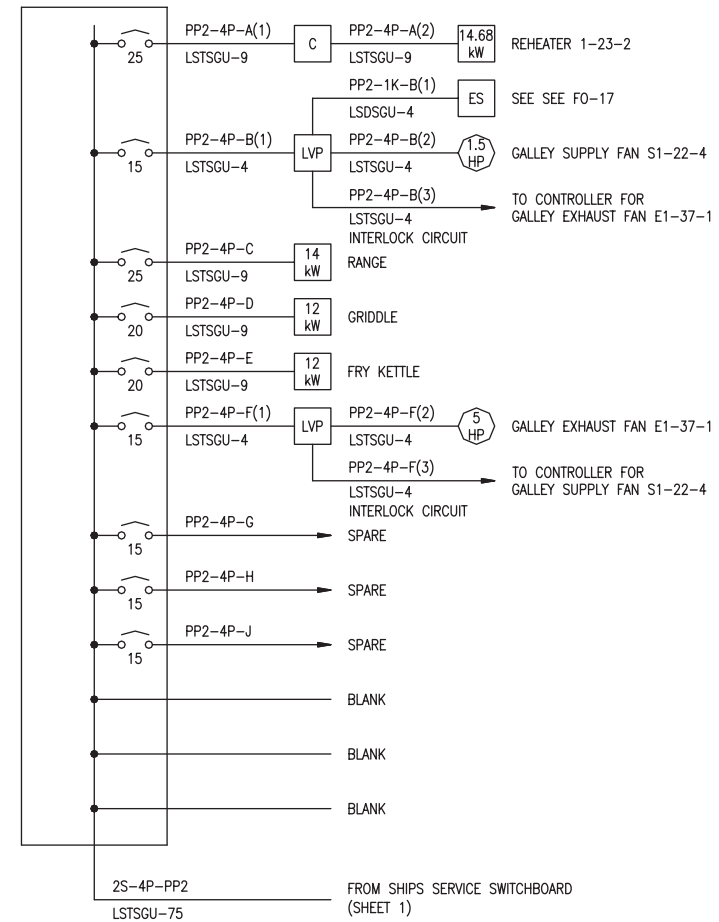 PP2-4P-A(1)
PP2-4P-A(2)
14.68
kW
C
REHEATER 1-23-2
25
LSTSGU-9
LSTSGU-9
PP2-1K-B(1)
ES
SEE SEE FO-17
LSDSGU-4
PP2-4P-B(1)
PP2-4P-B(2)
1.5
HP
LVP
GALLEY SUPPLY FAN S1-22-4
15
LSTSGU-4
LSTSGU-4
PP2-4P-B(3)
TO CONTROLLER FOR
GALLEY EXHAUST FAN E1-37-1
LSTSGU-4
INTERLOCK CIRCUIT
PP2-4P-C
14
kW
RANGE
25
LSTSGU-9
PP2-4P-D
12
kW
GRIDDLE
20
LSTSGU-9
PP2-4P-E
12
kW
FRY KETTLE
20
LSTSGU-9
PP2-4P-F(1)
PP2-4P-F(2)
5
HP
LVP
GALLEY EXHAUST FAN E1-37-1
15
LSTSGU-4
LSTSGU-4
PP2-4P-F(3)
TO CONTROLLER FOR
GALLEY SUPPLY FAN S1-22-4
LSTSGU-4
INTERLOCK CIRCUIT
PP2-4P-G
SPARE
15
PP2-4P-H
SPARE
15
PP2-4P-J
SPARE
15
BLANK
BLANK
BLANK
2S-4P-PP2
FROM SHIPS SERVICE SWITCHBOARD
(SHEET 1)
LSTSGU-75